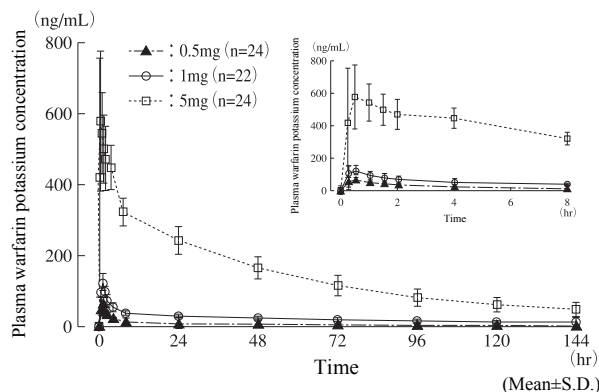 (ng/mL)
Plasma warfarin potassium concentration
800
600
400
200
0
: 0.5mg (n=24)
: 1mg (n=22)
: 5mg (n=24)
0 24 48 72 96 120 144
Time
(hr)
(Mean±S.D.)
(ng/mL)
Plasma warfarin potassium concentration
800
600
400
200
0
0 2 4 6 8
Time
(hr)